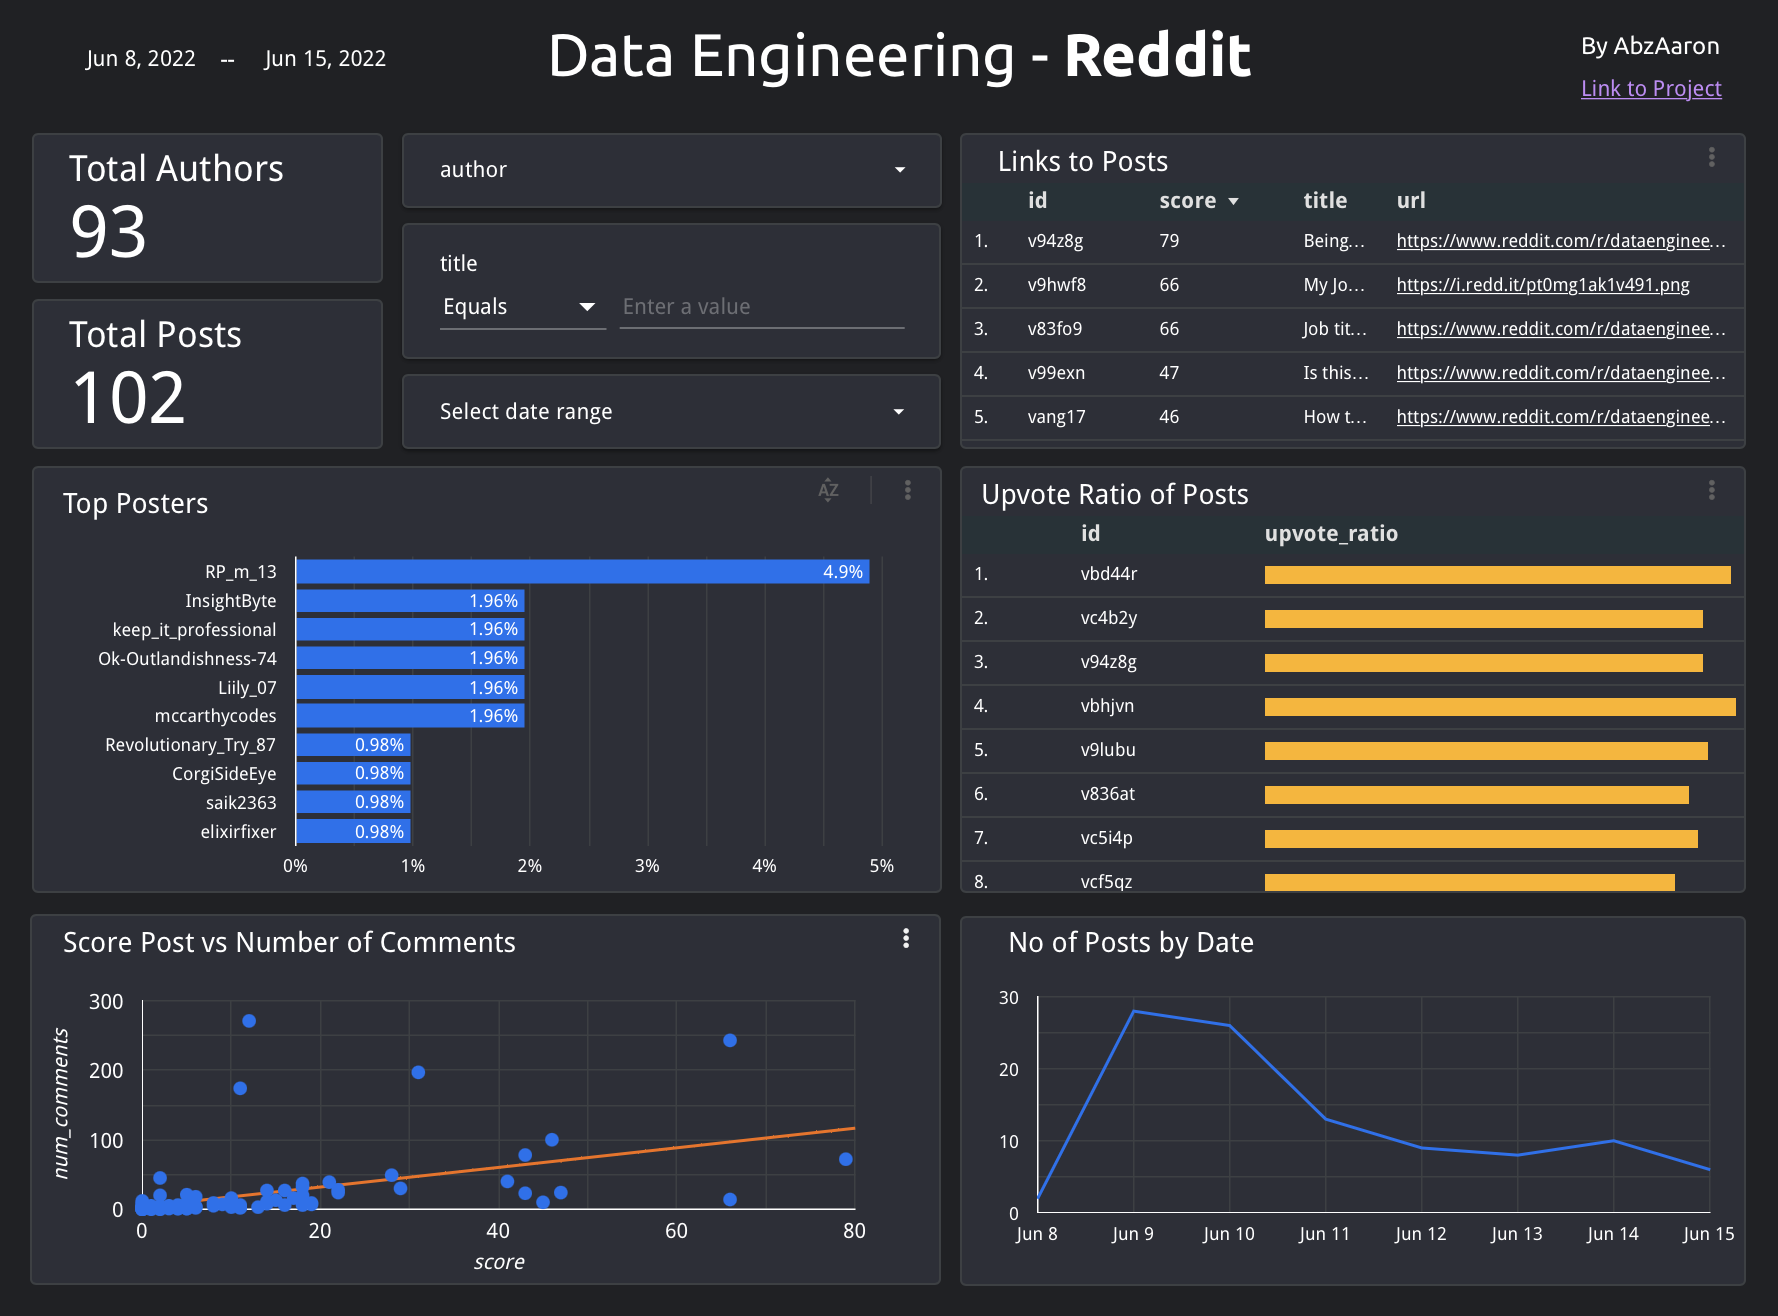 Jun 8, 2022 -- Jun 15, 2022
Data Engineering - Reddit
By AbzAaron
Link to Project
Total Authors
93
Total Posts
102
author
title
Equals Enter a value
Select date range
Links to Posts
id score title url
1. v94z8g 79 Being... https://www.reddit.com/r/dataenginee...
2. v9hwf8 66 My Jo... https://i.redd.it/pt0mg1ak1v491.png
3. v83fo9 66 Job tit... https://www.reddit.com/r/dataenginee...
4. v99exn 47 Is this... https://www.reddit.com/r/dataenginee...
5. vang17 46 How t... https://www.reddit.com/r/dataenginee...
Top Posters
AZ
RP_m_13 4.9%
InsightByte 1.96%
keep_it_professional 1.96%
Ok-Outlandishness-74 1.96%
Liily_07 1.96%
mccarthycodes 1.96%
Revolutionary_Try_87 0.98%
CorgiSideEye 0.98%
saik2363 0.98%
elixirfixer 0.98%
0% 1% 2% 3% 4% 5%
Upvote Ratio of Posts
id upvote_ratio
1. vbd44r
2. vc4b2y
3. v94z8g
4. vbhjvn
5. v9lubu
6. v836at
7. vc5i4p
8. vcf5qz
Score Post vs Number of Comments
num_comments
300
200
100
0
0 20 40 60 80
score
No of Posts by Date
30
20
10
0
Jun 8 Jun 9 Jun 10 Jun 11 Jun 12 Jun 13 Jun 14 Jun 15